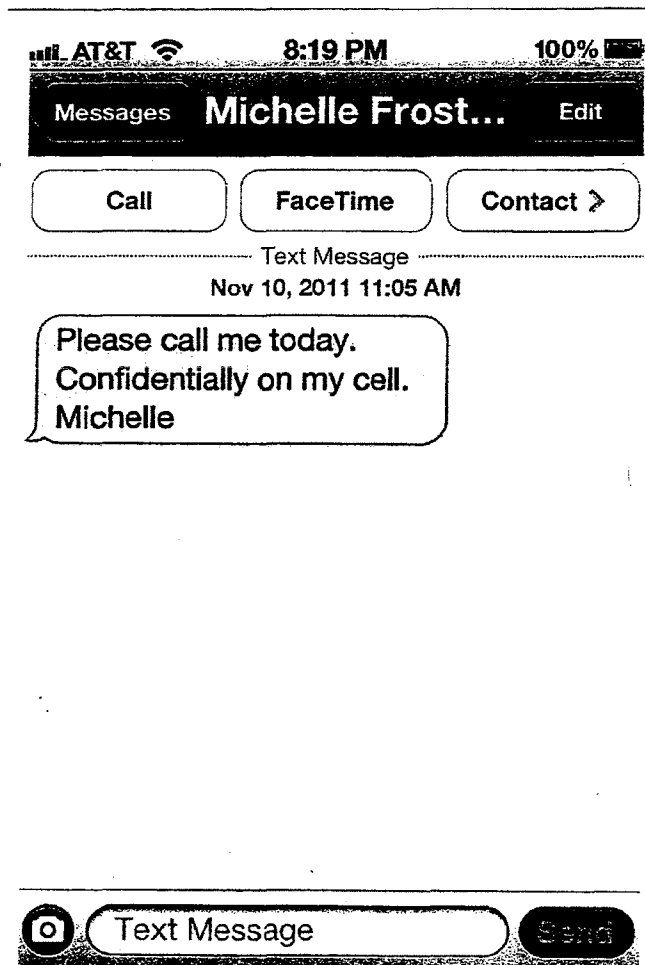 AT&T 8:19 PM 100%
Messages Michelle Frost... Edit
Call FaceTime Contact >
Text Message
Nov 10, 2011 11:05 AM
Please call me today.
Confidentially on my cell.
Michelle
Text Message Send